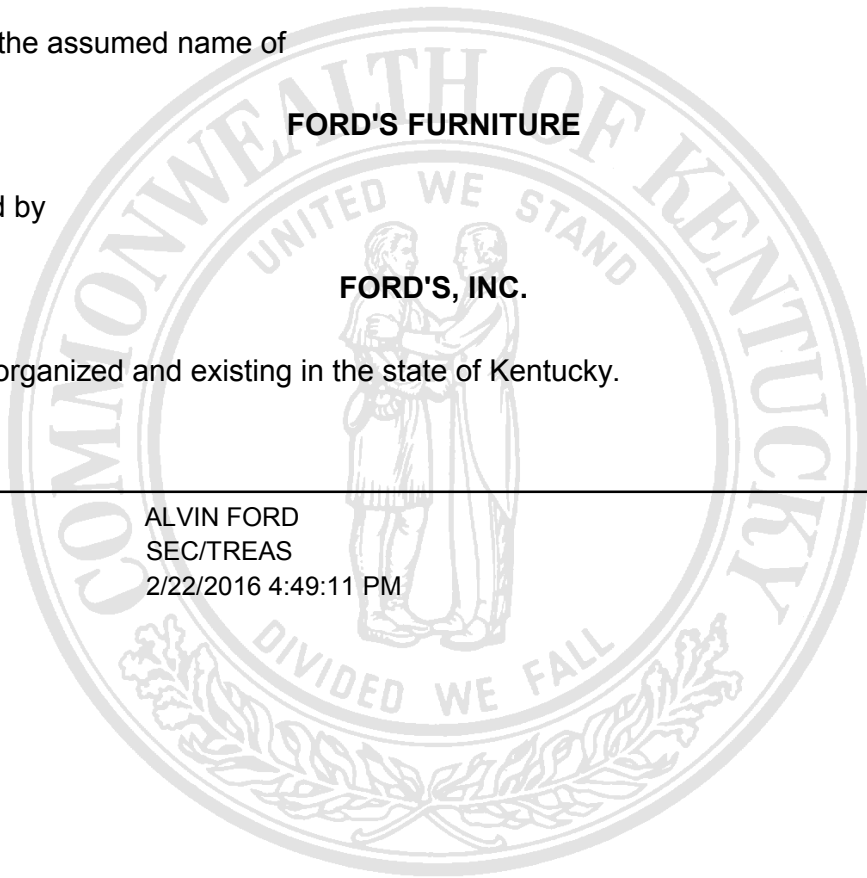 the assumed name of
FORD'S FURNITURE
d by
FORD'S, INC.
organized and existing in the state of Kentucky.
ALVIN FORD
SEC/TREAS
2/22/2016 4:49:11 PM
COMMONWEALTH OF KENTUCKY
UNITED WE STAND
DIVIDED WE FALL